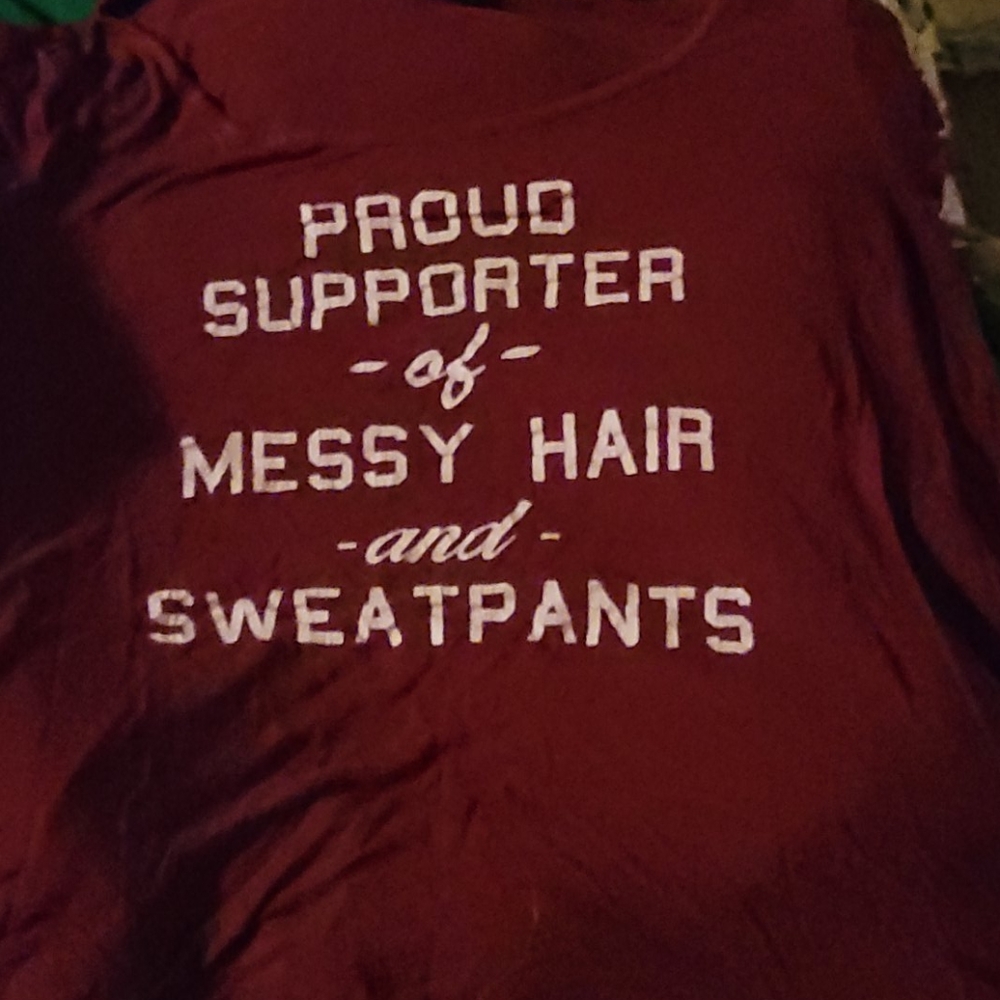 PROUD
SUPPORTER
- of -
MESSY HAIR
- and -
SWEATPANTS